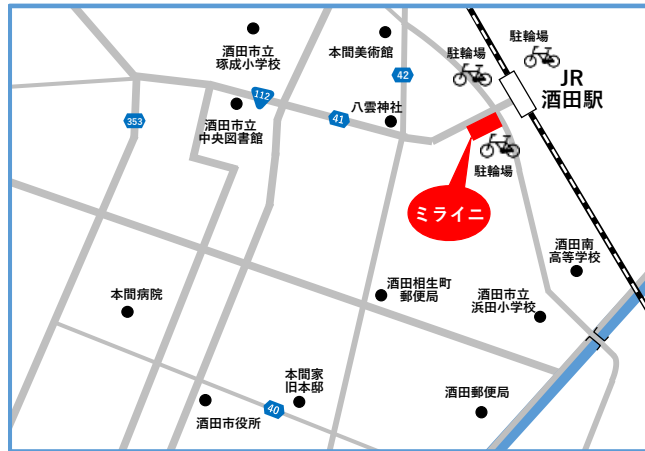 酒田市立
琢成小学校
本間美術館
駐輪場
駐輪場
JR
酒田駅
42
112
353
酒田市立
中央図書館
41
八雲神社
駐輪場
ミライニ
酒田南
高等学校
本間病院
酒田相生町
郵便局
酒田市立
浜田小学校
本間家
旧本邸
40
酒田市役所
酒田郵便局